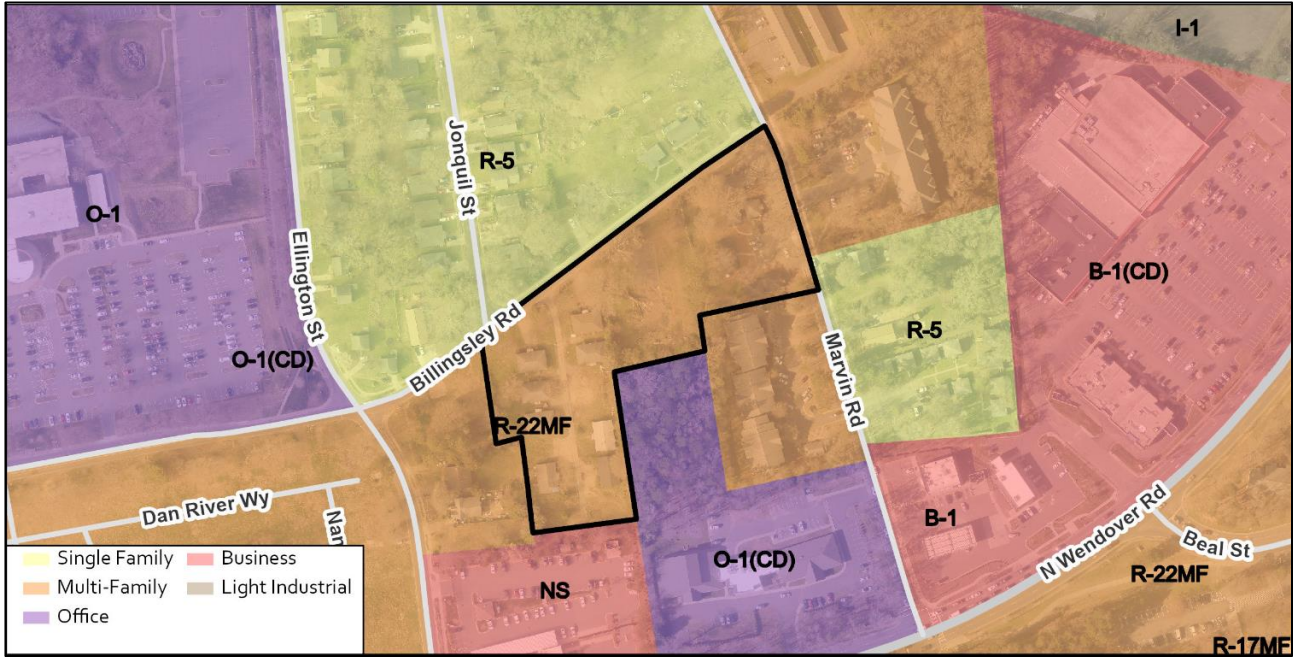 I-1
Jonquil St
R-5
O-1
Ellington St
B-1(CD)
Billingsley Rd
R-5
O-1(CD)
Marvin Rd
R-22MF
Dan River Wy
Nan
B-1
N Wendover Rd
Beal St
O-1(CD)
R-22MF
NS
R-17MF
Single Family
Business
Multi-Family
Light Industrial
Office